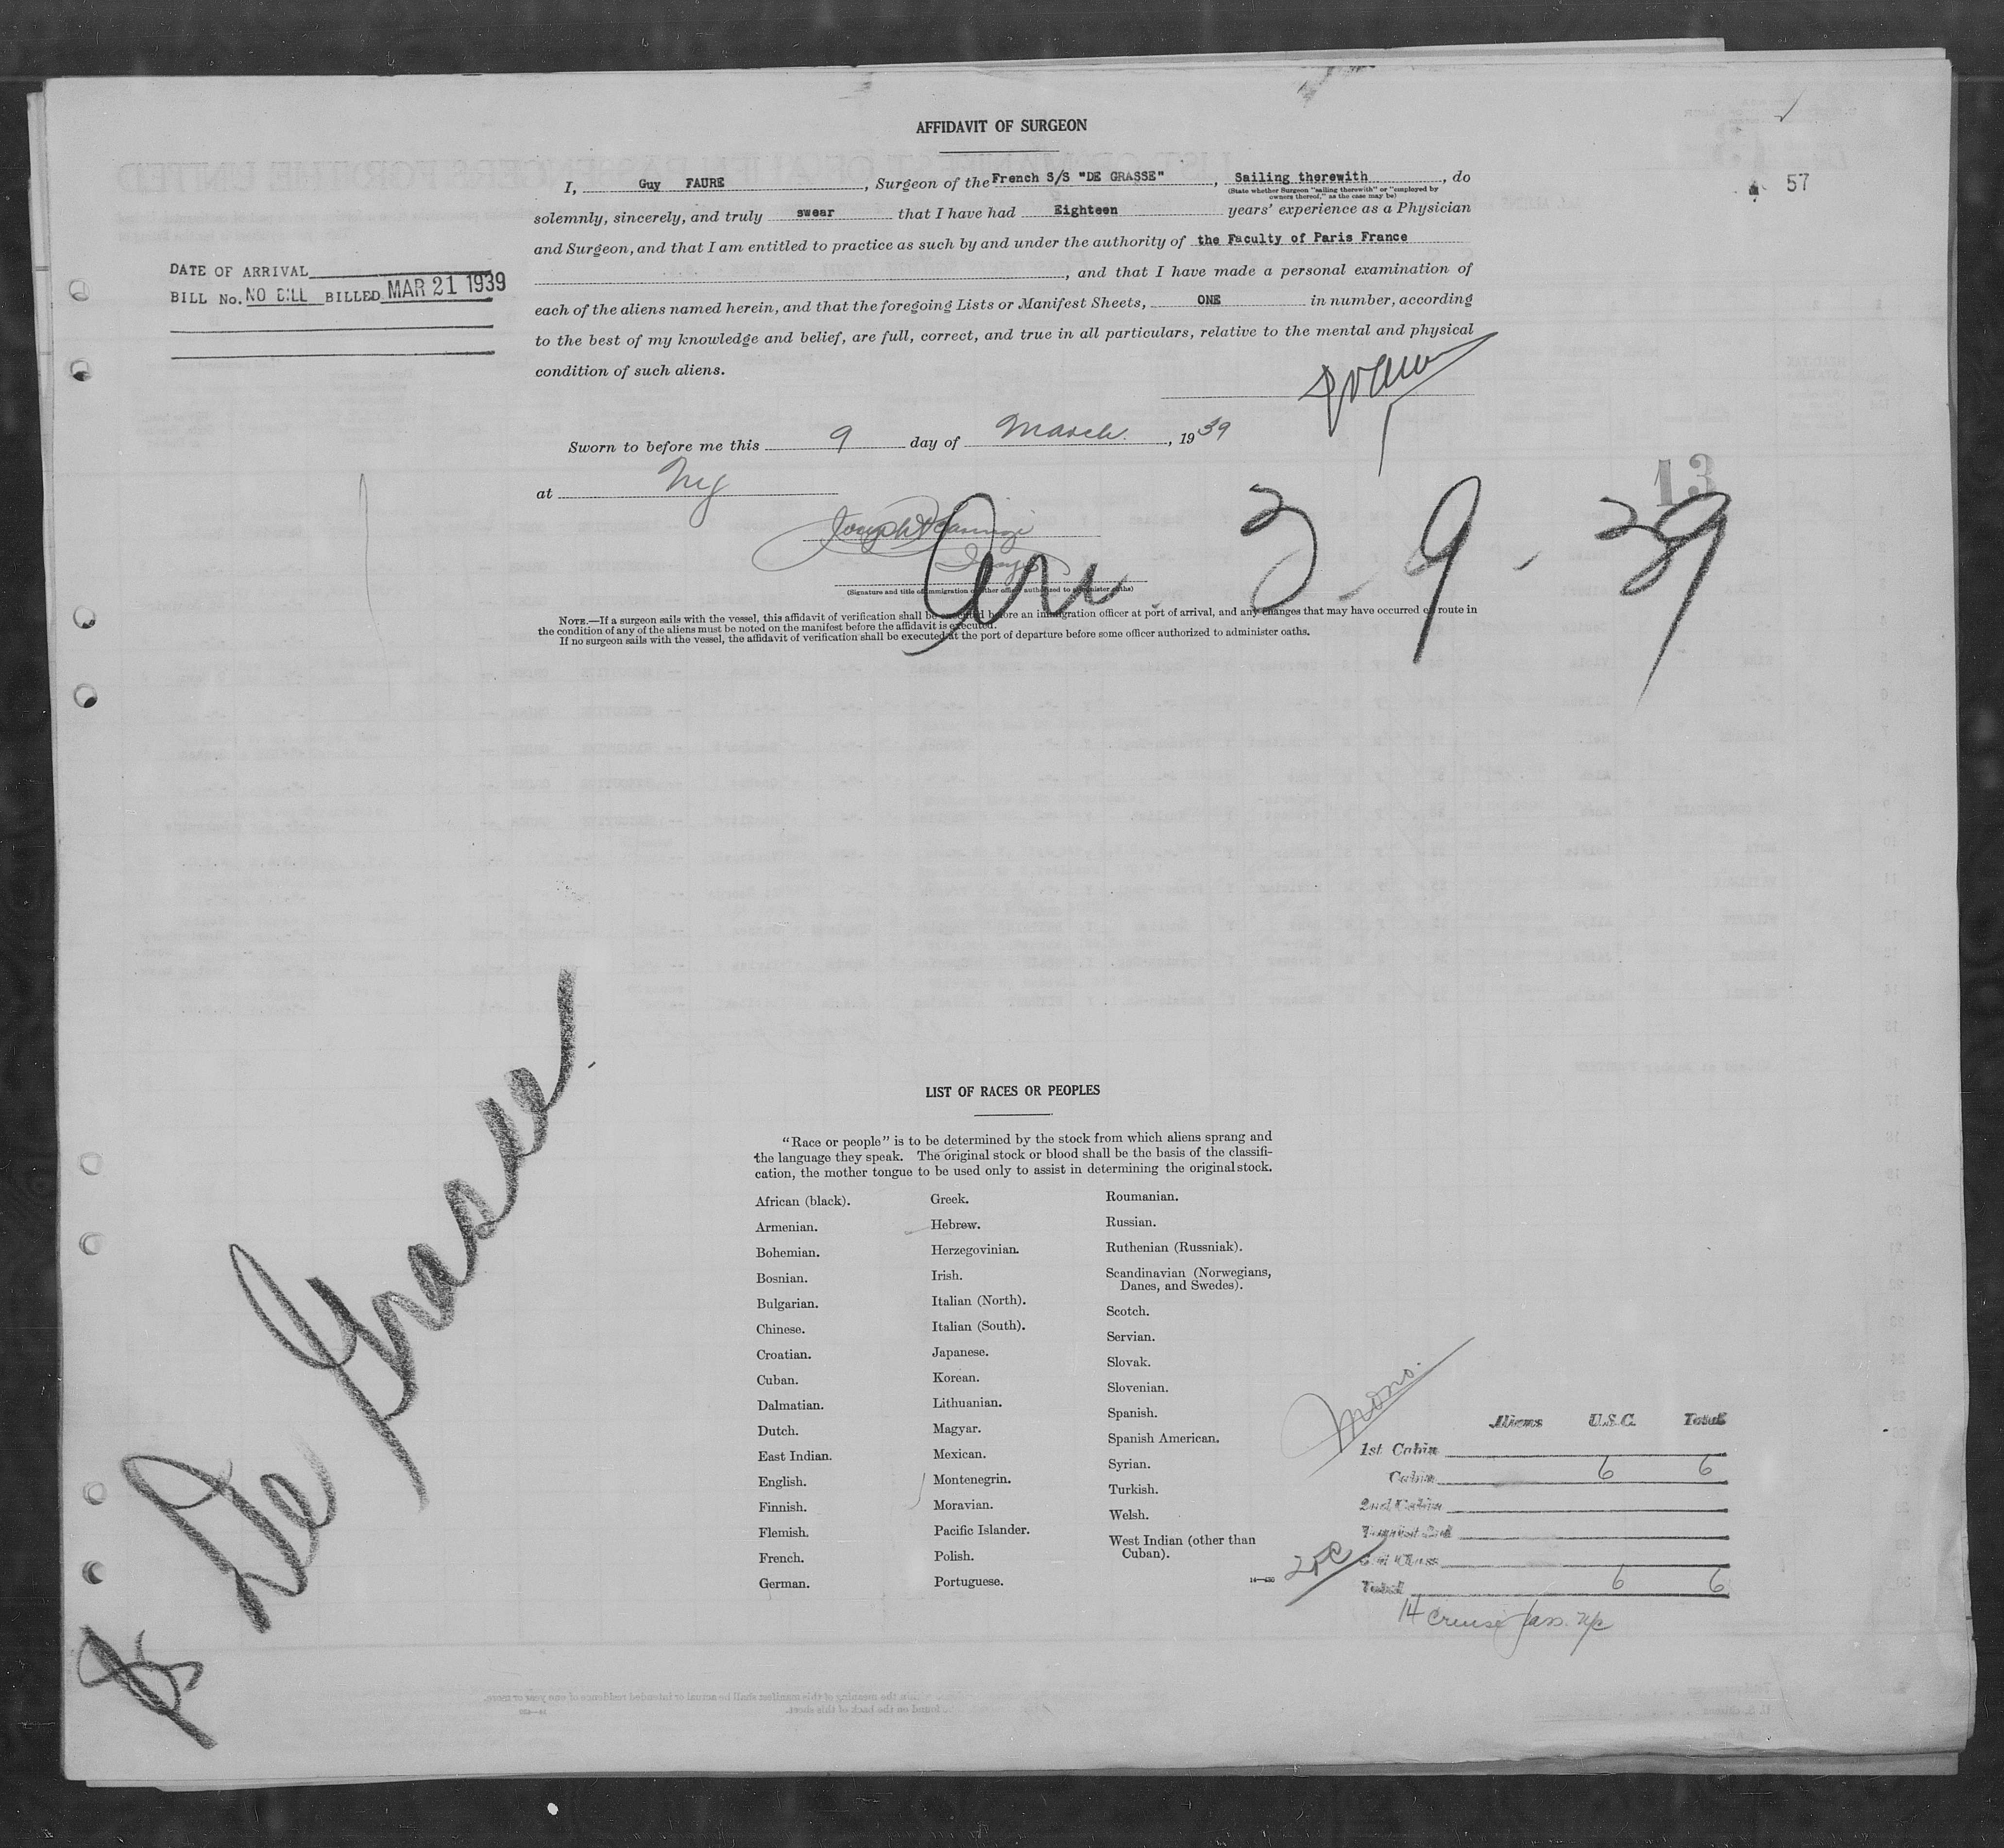 AFFIDAVIT OF SURGEON
57
I, Guy FAURE, Surgeon of the French S/S "DE GRASSE", Sailing therewith, do
(State whether Surgeon "sailing therewith" or "employed by
owners thereof," as the case may be)
solemnly, sincerely, and truly swear that I have had Eighteen years' experience as a Physician
and Surgeon, and that I am entitled to practice as such by and under the authority of the Faculty of Paris France
, and that I have made a personal examination of
each of the aliens named herein, and that the foregoing Lists or Manifest Sheets, ONE in number, according
to the best of my knowledge and belief, are full, correct, and true in all particulars, relative to the mental and physical
condition of such aliens.
DATE OF ARRIVAL
BILL No. NO BILL BILLED MAR 21 1939
Sworn to before me this 9 day of March, 1939
at NY
13
Arr. 3-9-39
(Signature and title of immigration or other officer authorized to administer oaths)
NOTE.—If a surgeon sails with the vessel, this affidavit of verification shall be executed before an immigration officer at port of arrival, and any changes that may have occurred en route in
the condition of any of the aliens must be noted on the manifest before the affidavit is executed.
If no surgeon sails with the vessel, the affidavit of verification shall be executed at the port of departure before some officer authorized to administer oaths.
De Grasse
LIST OF RACES OR PEOPLES
"Race or people" is to be determined by the stock from which aliens sprang and
the language they speak. The original stock or blood shall be the basis of the classifi-
cation, the mother tongue to be used only to assist in determining the original stock.
African (black).
Armenian.
Bohemian.
Bosnian.
Bulgarian.
Chinese.
Croatian.
Cuban.
Dalmatian.
Dutch.
East Indian.
English.
Finnish.
Flemish.
French.
German.
Greek.
Hebrew.
Herzegovinian.
Irish.
Italian (North).
Italian (South).
Japanese.
Korean.
Lithuanian.
Magyar.
Mexican.
Montenegrin.
Moravian.
Pacific Islander.
Polish.
Portuguese.
Roumanian.
Russian.
Ruthenian (Russniak).
Scandinavian (Norwegians,
Danes, and Swedes).
Scotch.
Servian.
Slovak.
Slovenian.
Spanish.
Spanish American.
Syrian.
Turkish.
Welsh.
West Indian (other than
Cuban).
Aliens U.S.C. Total
1st Cabin
Cabin 6 6
2nd Cabin
3rd Class
Total 6 6
14 cruise pass.